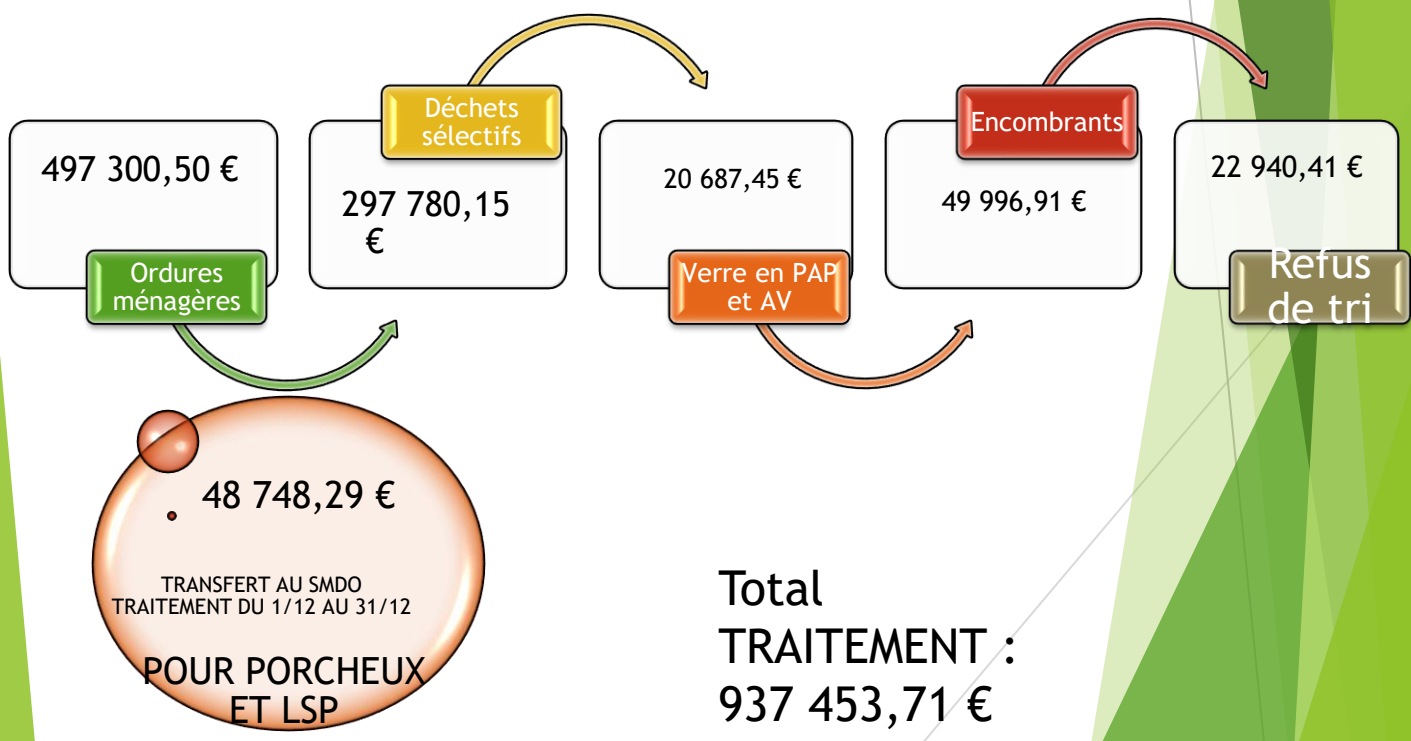 497 300,50 €
Ordures
ménagères
Déchets
sélectifs
297 780,15
€
20 687,45 €
Verre en PAP
et AV
Encombrants
49 996,91 €
22 940,41 €
Refus
de tri
48 748,29 €
TRANSFERT AU SMDO
TRAITEMENT DU 1/12 AU 31/12
POUR PORCHEUX
ET LSP
Total
TRAITEMENT :
937 453,71 €